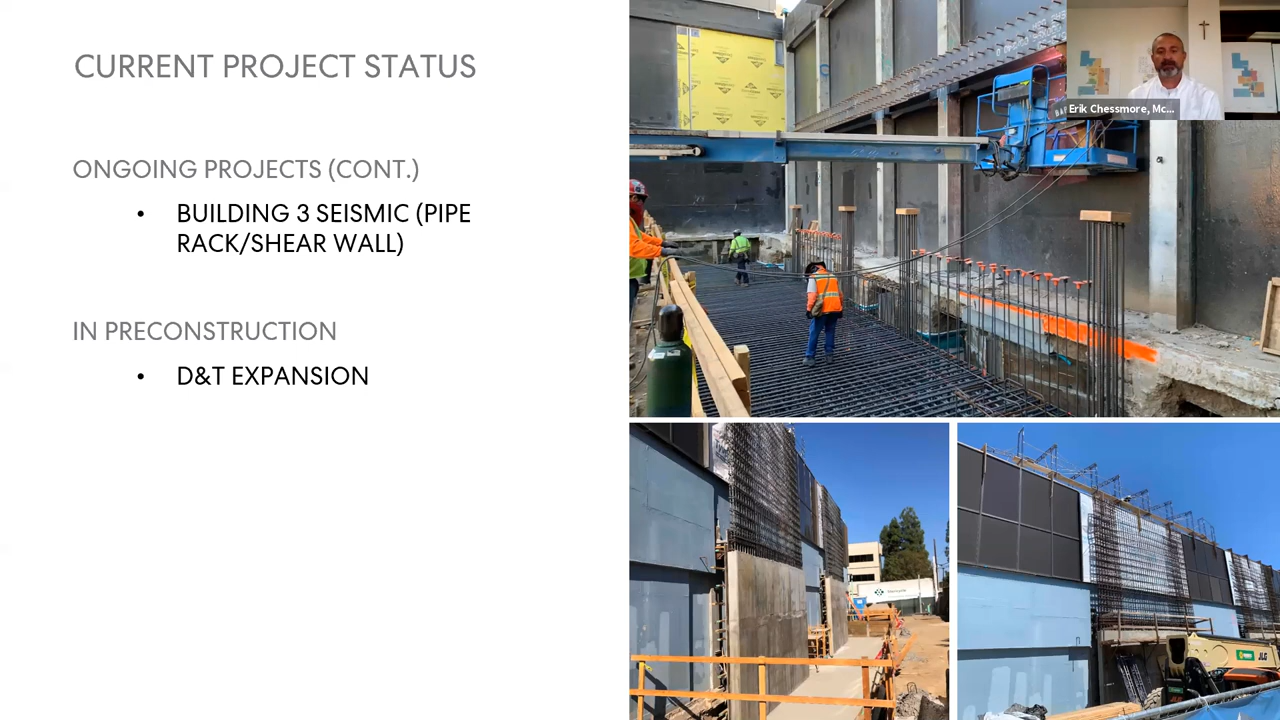 CURRENT PROJECT STATUS
ONGOING PROJECTS (CONT.)
• BUILDING 3 SEISMIC (PIPE
RACK/SHEAR WALL)
IN PRECONSTRUCTION
• D&T EXPANSION
Erik Chessmore, Mc...
JLG